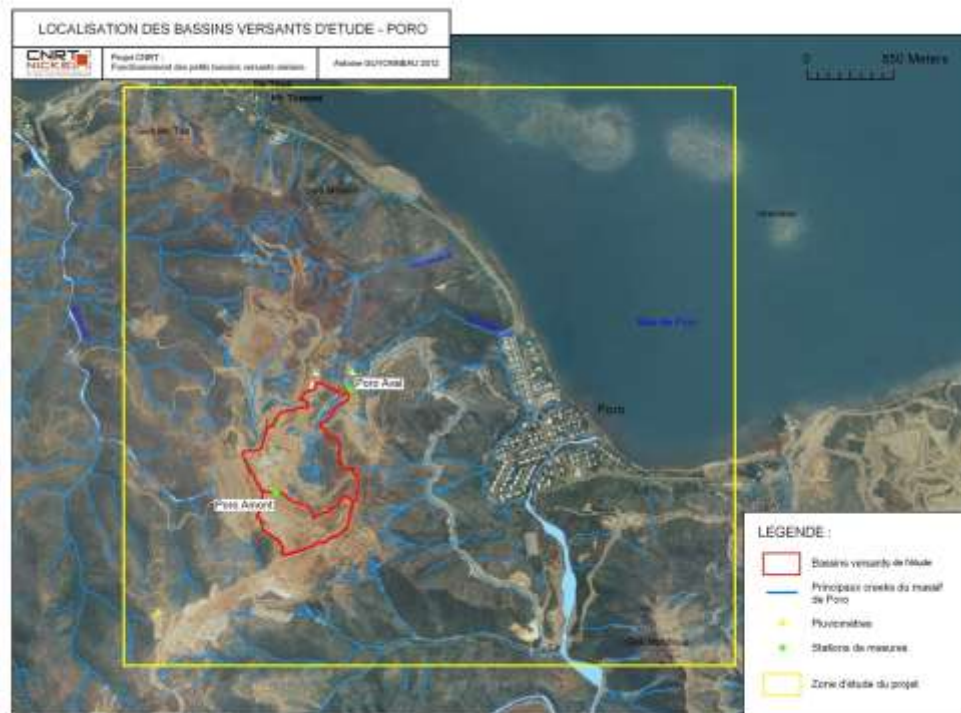 LOCALISATION DES BASSINS VERSANTS D'ETUDE - PORO
CNRT
NICKEL
Projet CNRT :
Fonctionnement des petits bassins versants miniers
Antoine GUYONNEAU 2012
0 850 Meters
Poro Aval
Poro
Poro Amont
LÉGENDE :
Bassins versants de l'étude
Principaux creeks du massif
de Poro
Pluviomètres
Stations de mesures
Zone d'étude du projet